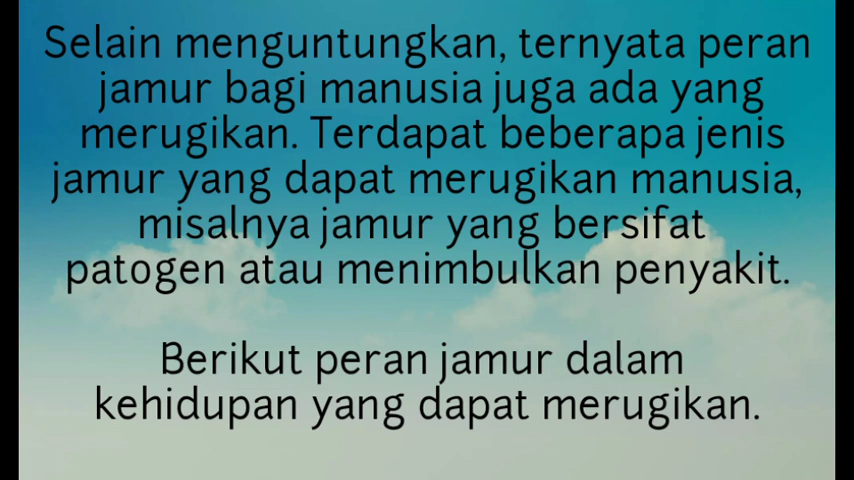 Selain menguntungkan, ternyata peran
jamur bagi manusia juga ada yang
merugikan. Terdapat beberapa jenis
jamur yang dapat merugikan manusia,
misalnya jamur yang bersifat
patogen atau menimbulkan penyakit.
Berikut peran jamur dalam
kehidupan yang dapat merugikan.